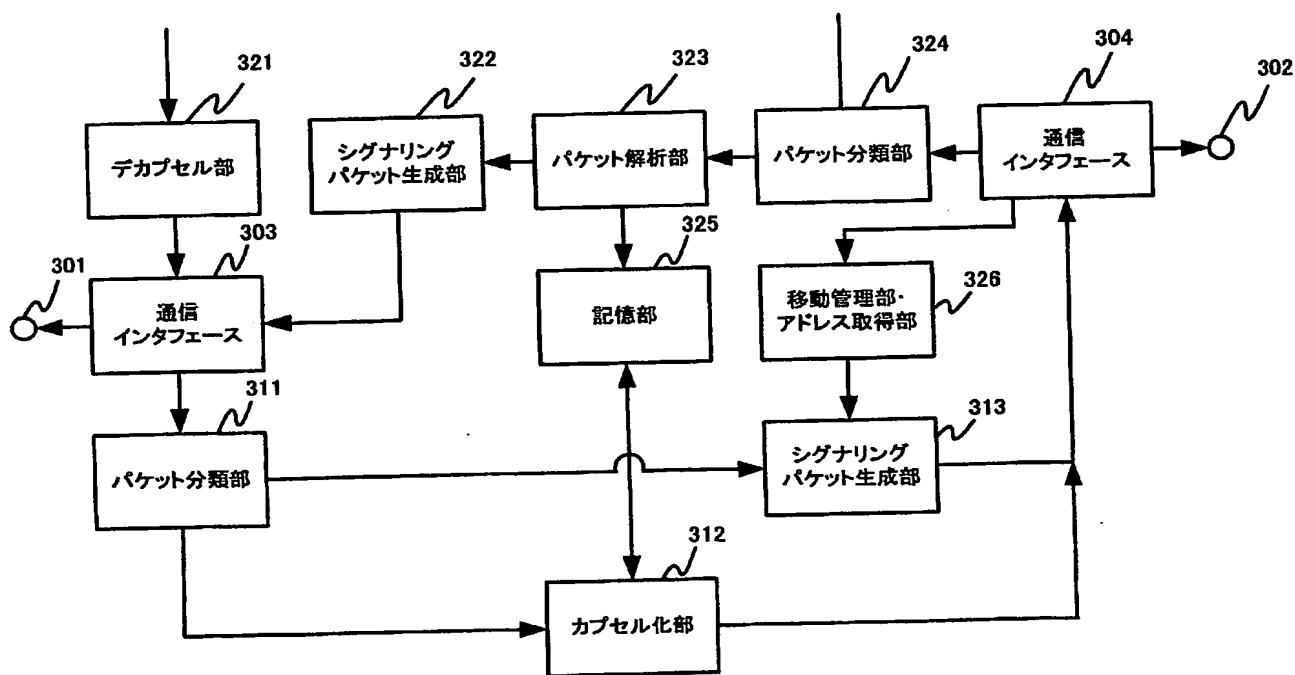 321
322
323
324
304
302
デカプセル部
シグナリング
パケット生成部
パケット解析部
パケット分類部
通信
インタフェース
303
301
通信
インタフェース
325
記憶部
移動管理部・
アドレス取得部
326
311
パケット分類部
313
シグナリング
パケット生成部
312
カプセル化部